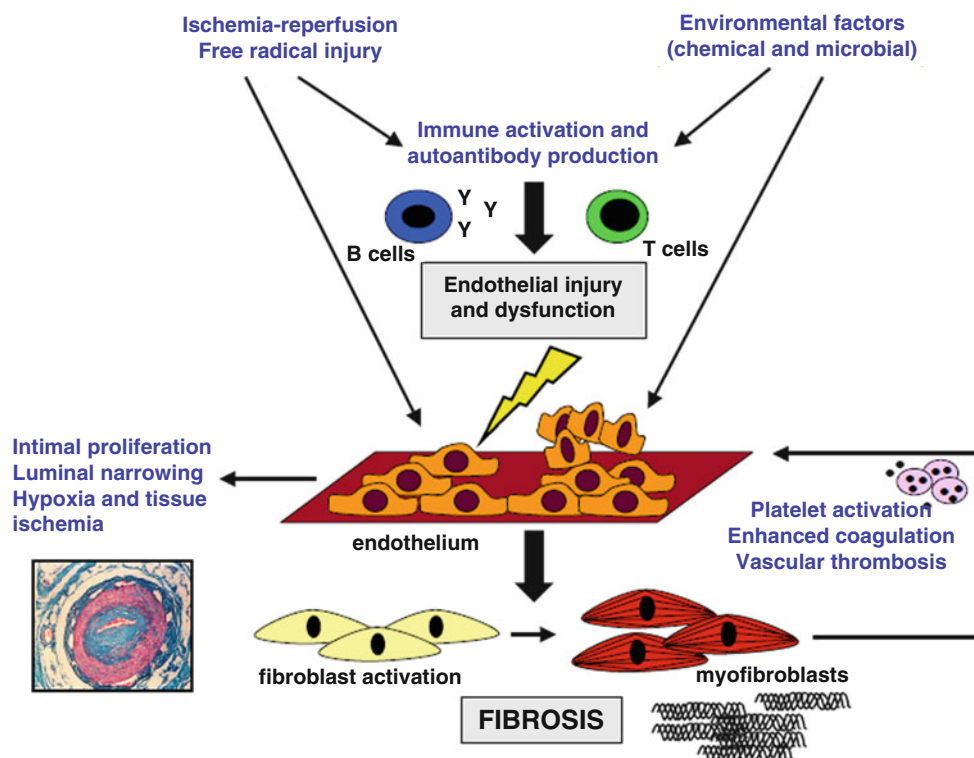 Ischemia-reperfusion
Free radical injury
Environmental factors
(chemical and microbial)
Immune activation and
autoantibody production
Y
Y
Y
B cells
T cells
Endothelial injury
and dysfunction
Intimal proliferation
Luminal narrowing
Hypoxia and tissue
ischemia
endothelium
Platelet activation
Enhanced coagulation
Vascular thrombosis
fibroblast activation
myofibroblasts
FIBROSIS